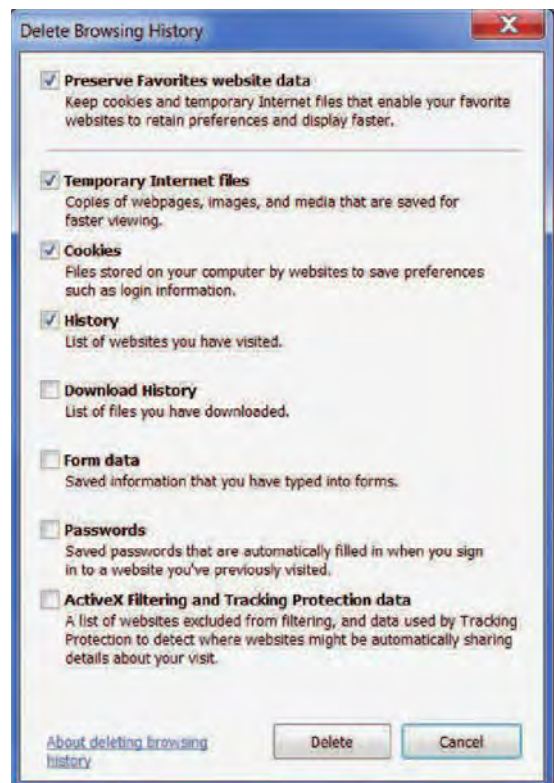 Delete Browsing History
Preserve Favorites website data
Keep cookies and temporary Internet files that enable your favorite
websites to retain preferences and display faster.
Temporary Internet files
Copies of webpages, images, and media that are saved for
faster viewing.
Cookies
Files stored on your computer by websites to save preferences
such as login information.
History
List of websites you have visited.
Download History
List of files you have downloaded.
Form data
Saved information that you have typed into forms.
Passwords
Saved passwords that are automatically filled in when you sign
in to a website you've previously visited.
ActiveX Filtering and Tracking Protection data
A list of websites excluded from filtering, and data used by Tracking
Protection to detect where websites might be automatically sharing
details about your visit.
About deleting browsing
history
Delete
Cancel